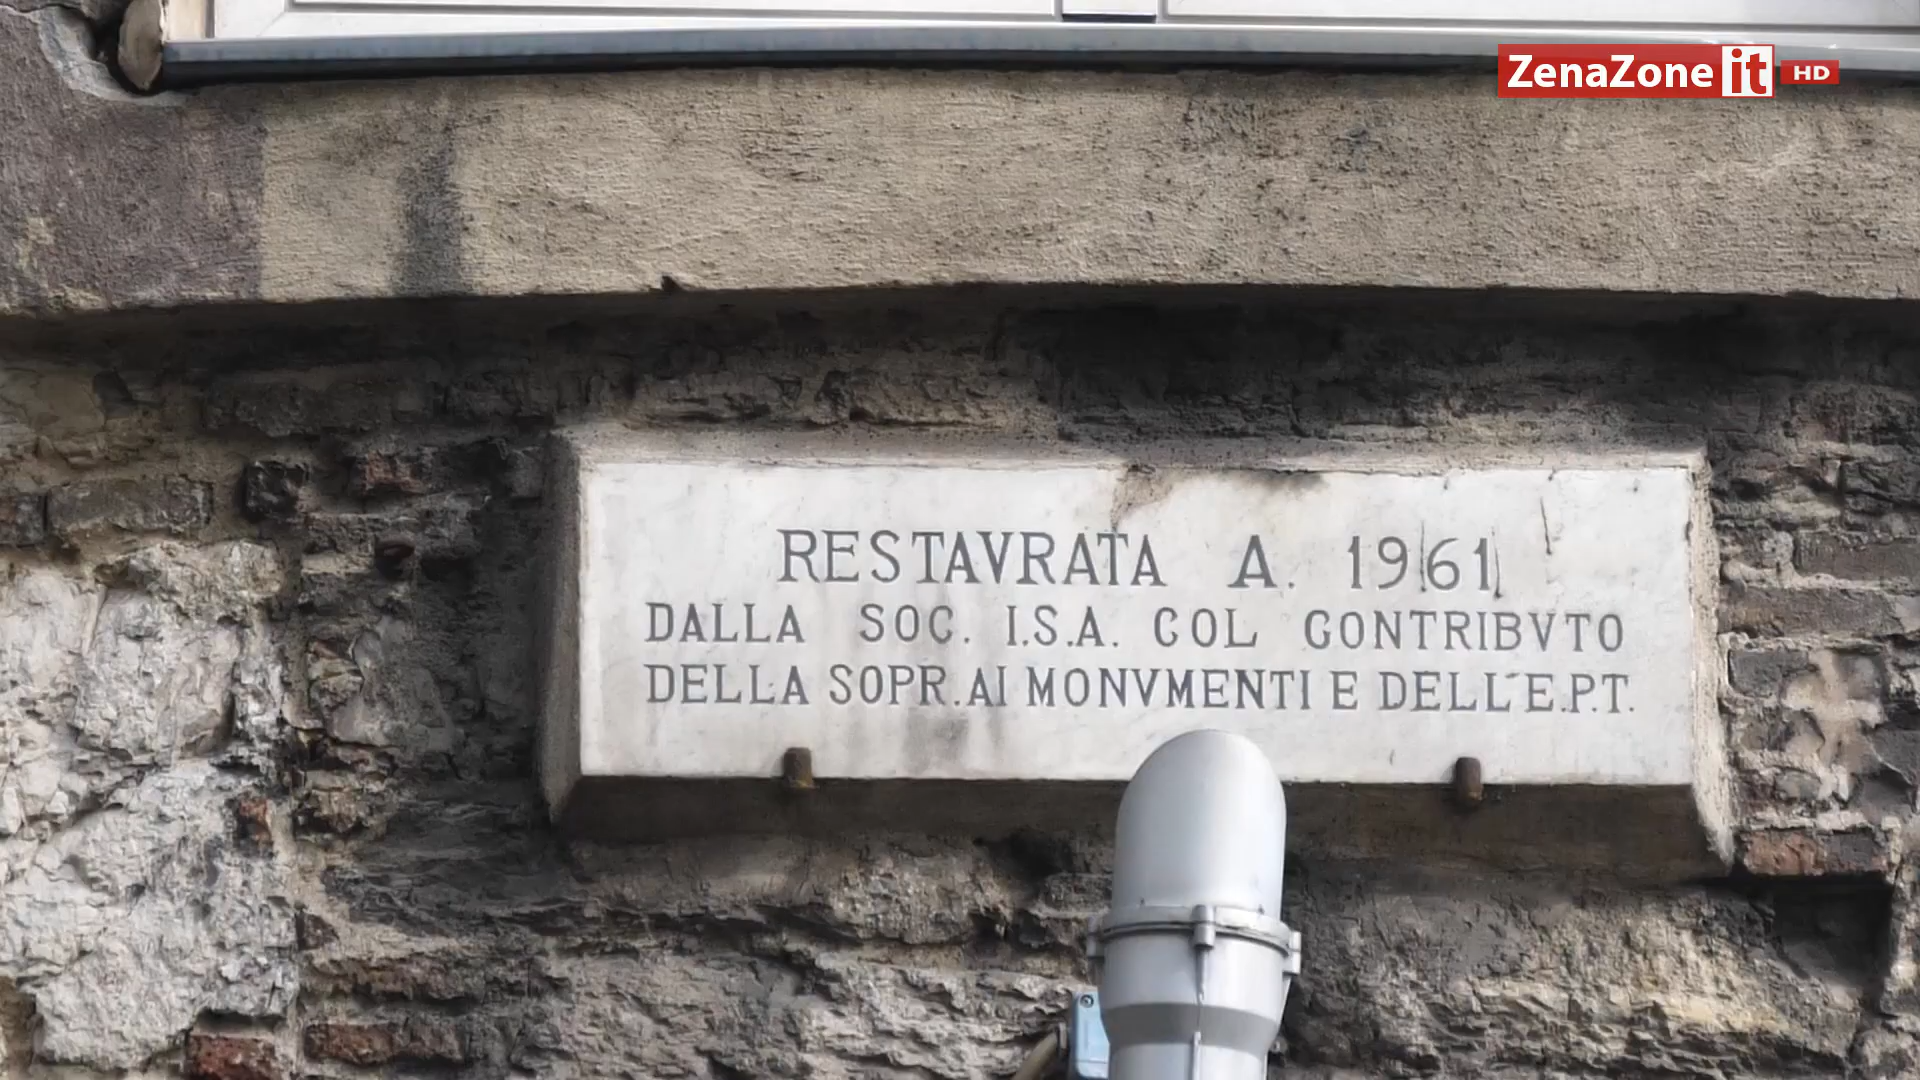 ZenaZone it HD
RESTAVRATA A. 1961
DALLA SOC. I.S.A. COL CONTRIBVTO
DELLA SOPR. AI MONVMENTI E DELL'E.P.T.